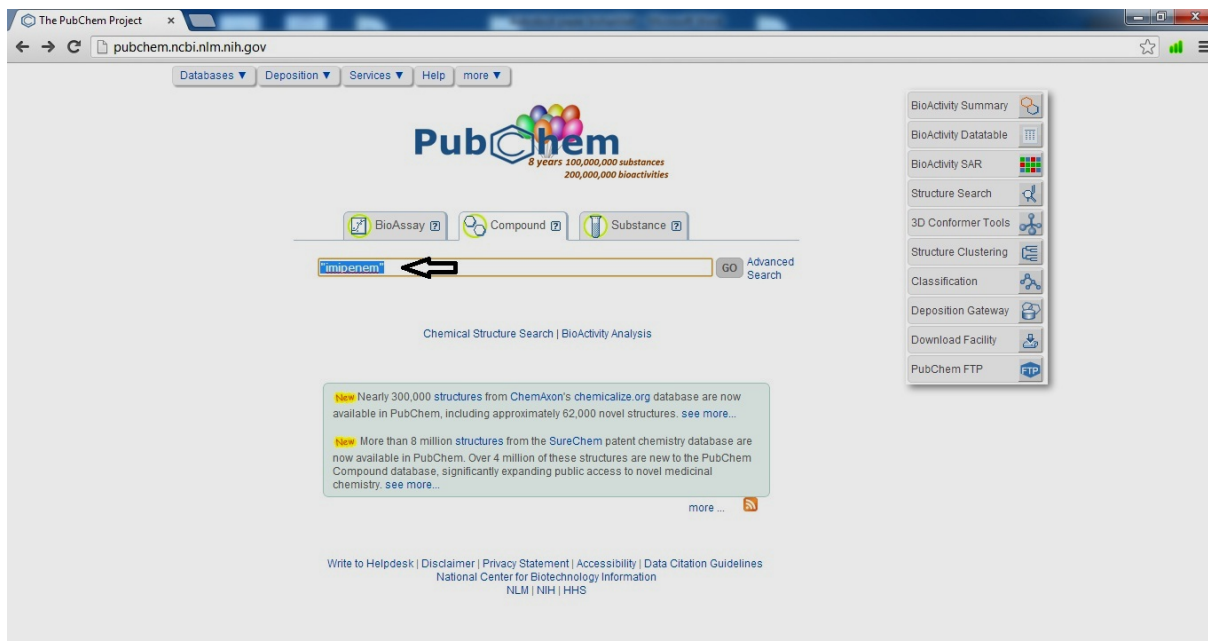 The PubChem Project
pubchem.ncbi.nlm.nih.gov
Databases ▼ Deposition ▼ Services ▼ Help more ▼
PubChem
8 years 100,000,000 substances
200,000,000 bioactivities
BioAssay ? Compound ? Substance ?
"imipenem" GO Advanced
Search
Chemical Structure Search | BioActivity Analysis
New Nearly 300,000 structures from ChemAxon's chemicalize.org database are now
available in PubChem, including approximately 62,000 novel structures. see more...
New More than 8 million structures from the SureChem patent chemistry database are
now available in PubChem. Over 4 million of these structures are new to the PubChem
Compound database, significantly expanding public access to novel medicinal
chemistry. see more...
more ...
Write to Helpdesk | Disclaimer | Privacy Statement | Accessibility | Data Citation Guidelines
National Center for Biotechnology Information
NLM | NIH | HHS
BioActivity Summary
BioActivity Datatable
BioActivity SAR
Structure Search
3D Conformer Tools
Structure Clustering
Classification
Deposition Gateway
Download Facility
PubChem FTP
FTP